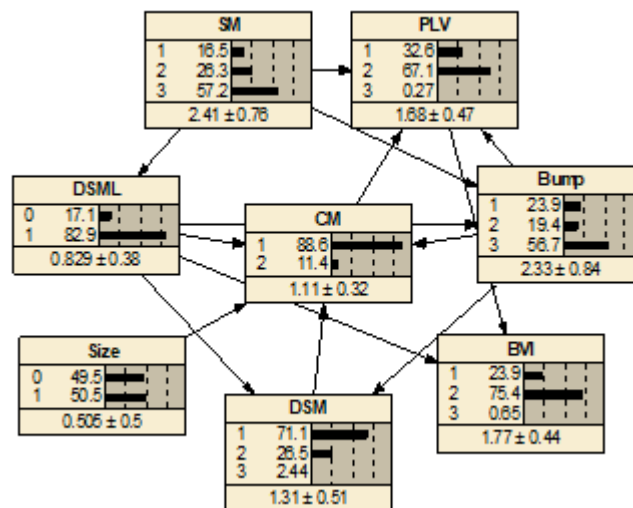 SM
1 16.5
2 26.3
3 57.2
2.41 ± 0.76
PLV
1 32.6
2 67.1
3 0.27
1.68 ± 0.47
DSML
0 17.1
1 82.9
0.829 ± 0.38
CM
1 88.6
2 11.4
1.11 ± 0.32
Bump
1 23.9
2 19.4
3 56.7
2.33 ± 0.84
Size
0 49.5
1 50.5
0.505 ± 0.5
DSM
1 71.1
2 26.5
3 2.44
1.31 ± 0.51
BVI
1 23.9
2 75.4
3 0.65
1.77 ± 0.44